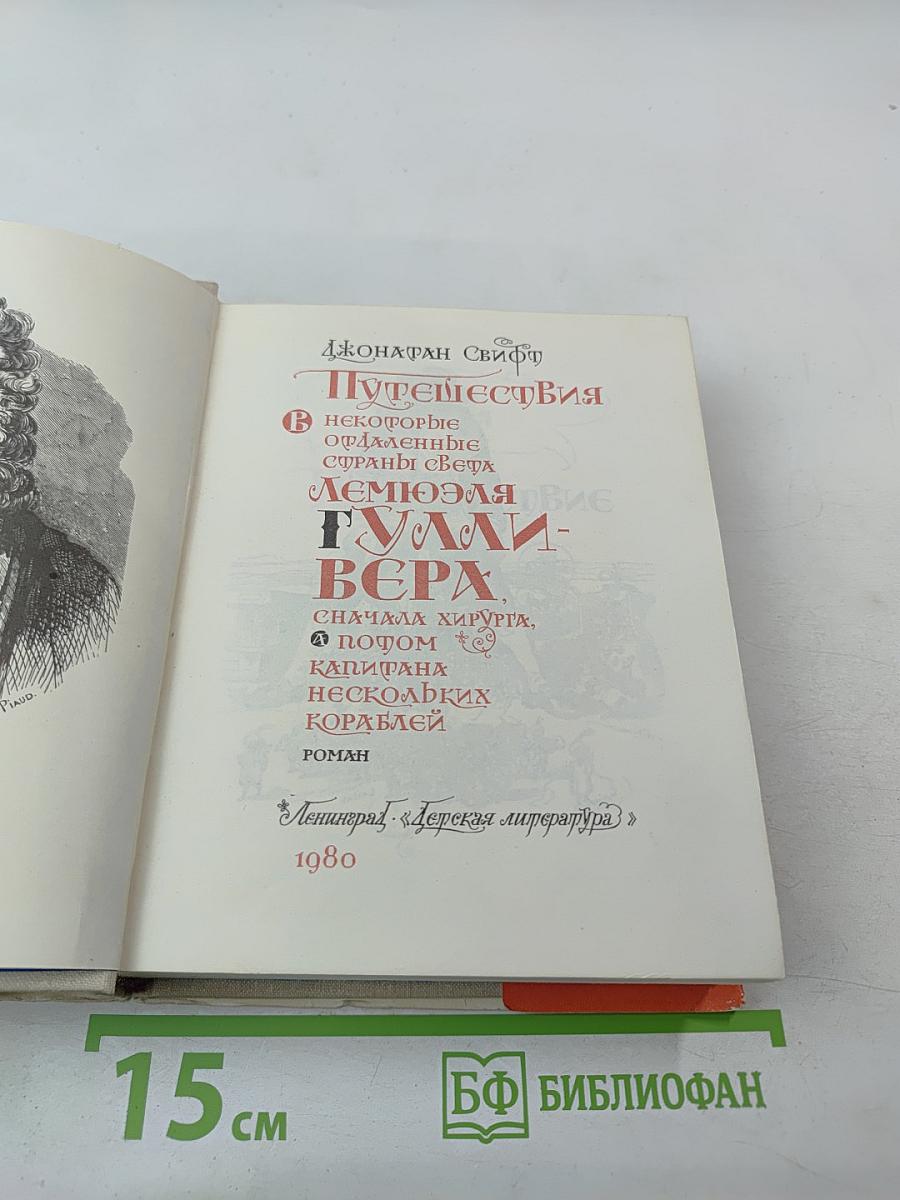 Джонатан Свифт
Путешествия
в некоторые
отдаленные
страны света
Лемюэля
Гулли-
вера,
сначала хирурга,
а потом
капитана
нескольких
кораблей
роман
Ленинград · «Детская литература»
1980
Piaud.
15 см
БФ БИБЛИОФАН